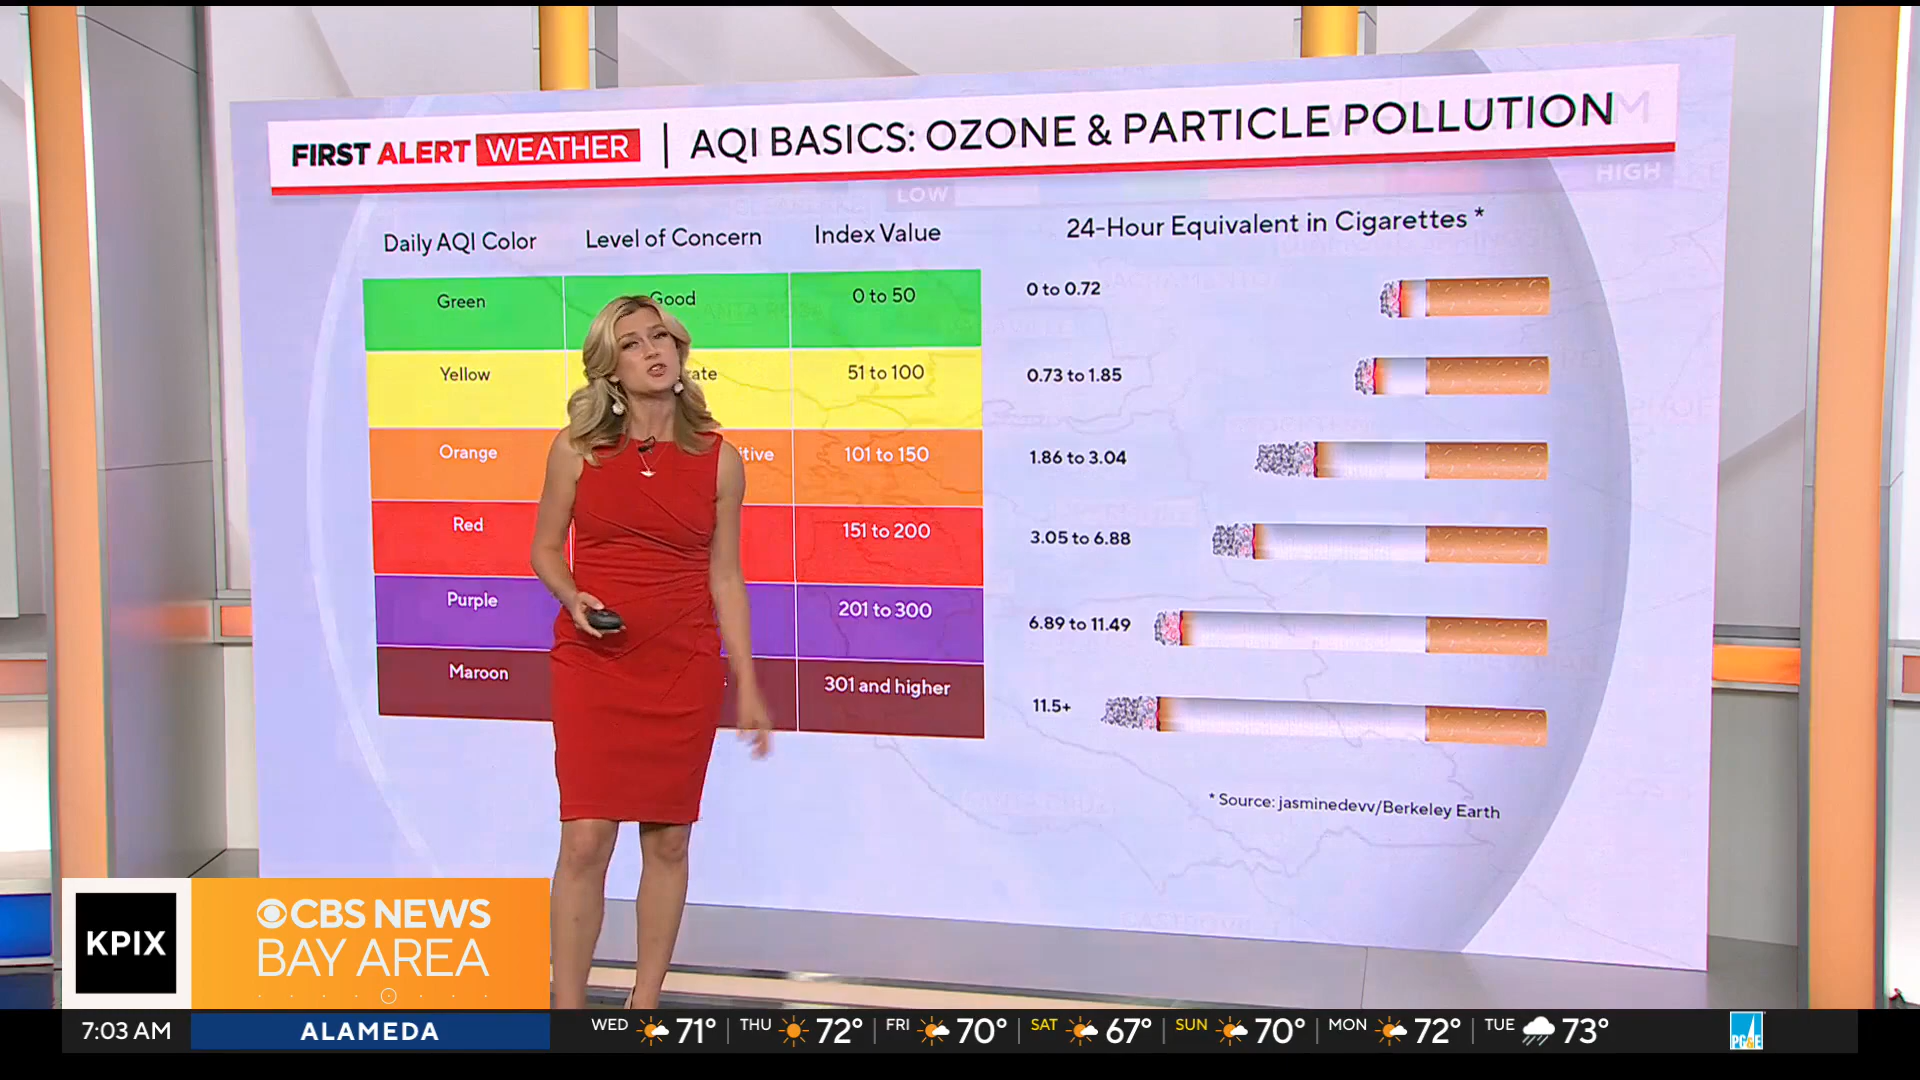 FIRST ALERT WEATHER | AQI BASICS: OZONE & PARTICLE POLLUTION
LOW HIGH
Daily AQI Color Level of Concern Index Value 24-Hour Equivalent in Cigarettes *
Green Good 0 to 50 0 to 0.72
Yellow 51 to 100 0.73 to 1.85
Orange 101 to 150 1.86 to 3.04
Red 151 to 200 3.05 to 6.88
Purple 201 to 300 6.89 to 11.49
Maroon 301 and higher 11.5+
* Source: jasminedevv/Berkeley Earth
KPIX
CBS NEWS
BAY AREA
7:03 AM ALAMEDA WED 71° THU 72° FRI 70° SAT 67° SUN 70° MON 72° TUE 73° PG&E